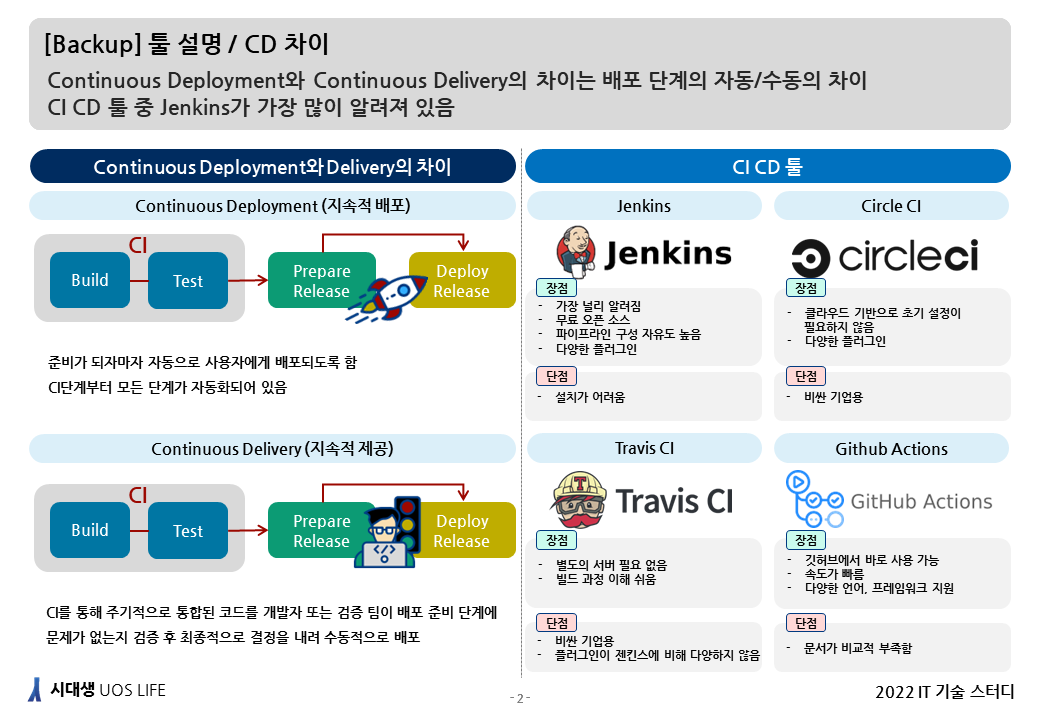 [Backup] 툴 설명 / CD 차이
Continuous Deployment와 Continuous Delivery의 차이는 배포 단계의 자동/수동의 차이
CI CD 툴 중 Jenkins가 가장 많이 알려져 있음
Continuous Deployment와 Delivery의 차이
Continuous Deployment (지속적 배포)
CI
Build
Test
Prepare
Release
Deploy
Release
준비가 되자마자 자동으로 사용자에게 배포되도록 함
CI단계부터 모든 단계가 자동화되어 있음
Continuous Delivery (지속적 제공)
CI
Build
Test
Prepare
Release
Deploy
Release
CI를 통해 주기적으로 통합된 코드를 개발자 또는 검증 팀이 배포 준비 단계에
문제가 없는지 검증 후 최종적으로 결정을 내려 수동적으로 배포
CI CD 툴
Jenkins
Jenkins
장점
- 가장 널리 알려짐
- 무료 오픈 소스
- 파이프라인 구성 자유도 높음
- 다양한 플러그인
단점
- 설치가 어려움
Circle CI
circleci
장점
- 클라우드 기반으로 초기 설정이
필요하지 않음
- 다양한 플러그인
단점
- 비싼 기업용
Travis CI
Travis CI
장점
- 별도의 서버 필요 없음
- 빌드 과정 이해 쉬움
단점
- 비싼 기업용
- 플러그인이 젠킨스에 비해 다양하지 않음
Github Actions
GitHub Actions
장점
- 깃허브에서 바로 사용 가능
- 속도가 빠름
- 다양한 언어, 프레임워크 지원
단점
- 문서가 비교적 부족함
시대생 UOS LIFE
- 2 -
2022 IT 기술 스터디